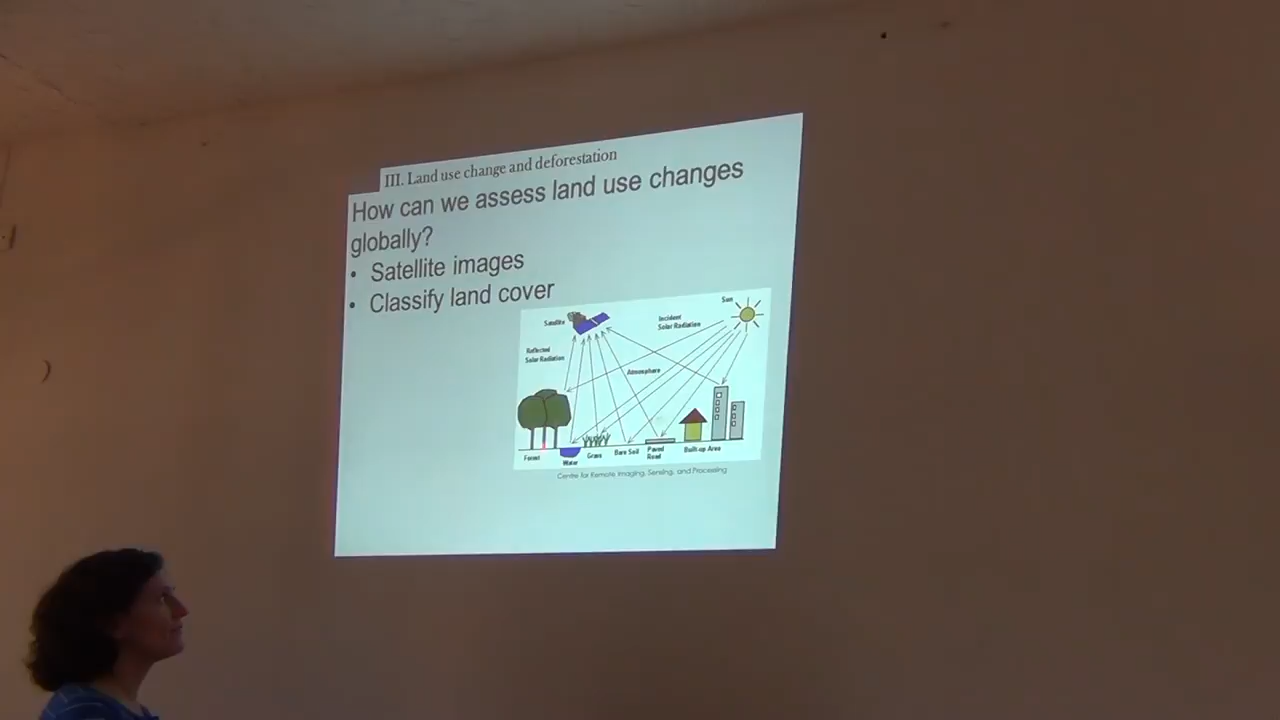 III. Land use change and deforestation
How can we assess land use changes
globally?
• Satellite images
• Classify land cover
Sun
Satellite
Incident
Solar Radiation
Reflected
Solar Radiation
Atmosphere
Forest
Water
Grass
Bare Soil
Paved
Road
Built-up Area
Centre for Remote Imaging, Sensing, and Processing